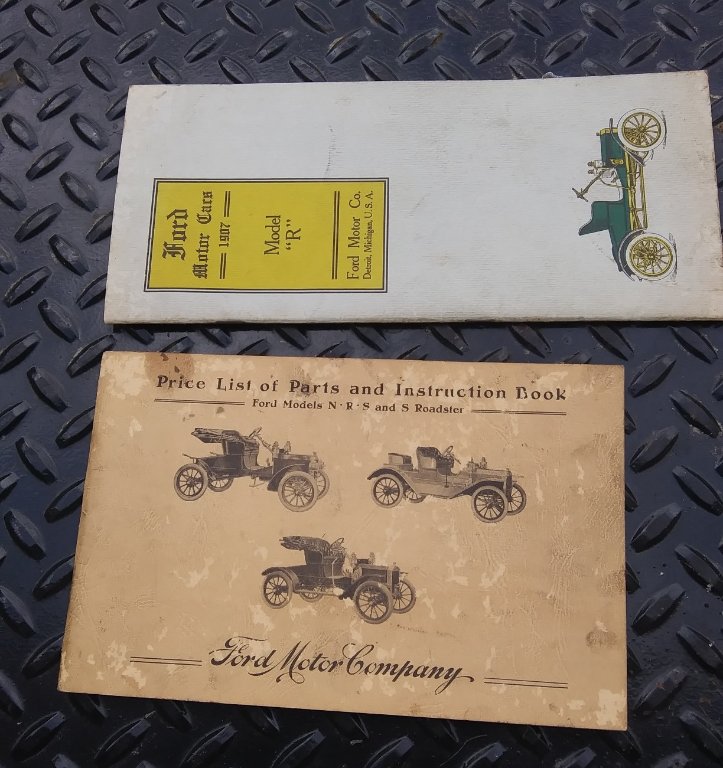 Ford
Motor Cars
1907
Model
"R"
Ford Motor Co.
Detroit, Michigan, U.S.A.
Price List of Parts and Instruction Book
Ford Models N·R·S and S Roadster
Ford Motor Company